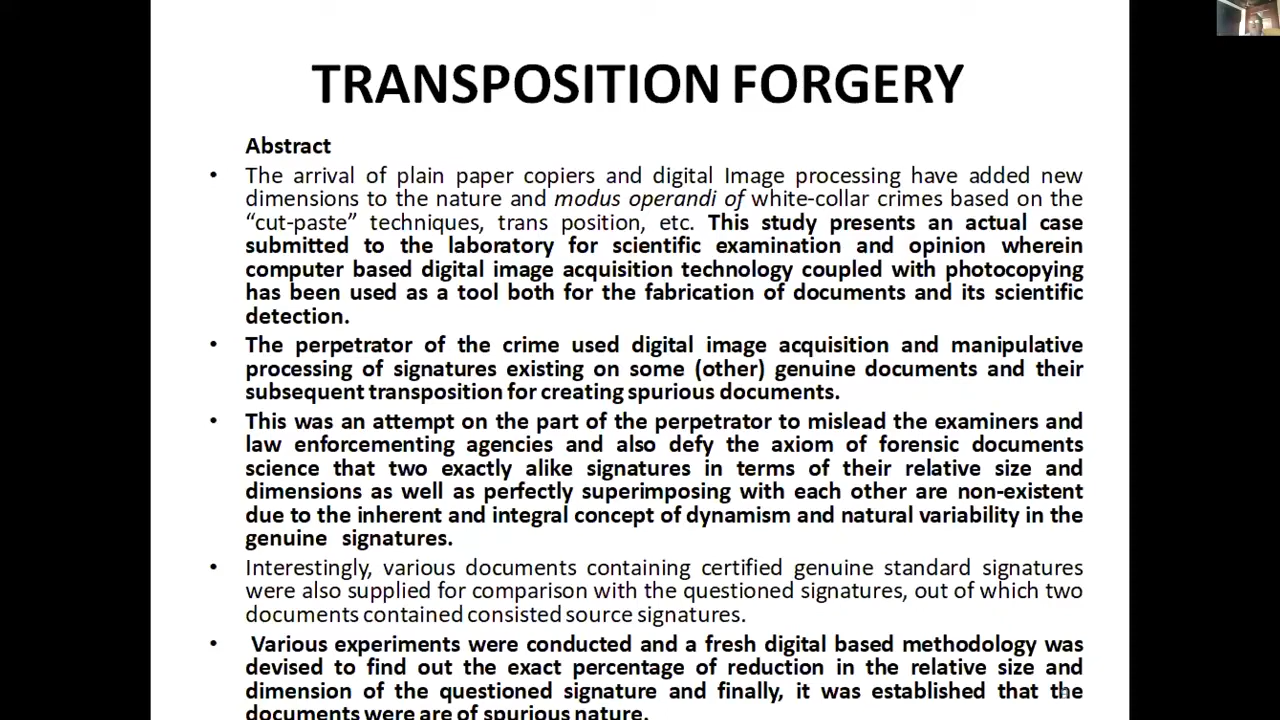 TRANSPOSITION FORGERY
Abstract
• The arrival of plain paper copiers and digital Image processing have added new
dimensions to the nature and modus operandi of white-collar crimes based on the
“cut-paste” techniques, trans position, etc. This study presents an actual case
submitted to the laboratory for scientific examination and opinion wherein
computer based digital image acquisition technology coupled with photocopying
has been used as a tool both for the fabrication of documents and its scientific
detection.
• The perpetrator of the crime used digital image acquisition and manipulative
processing of signatures existing on some (other) genuine documents and their
subsequent transposition for creating spurious documents.
• This was an attempt on the part of the perpetrator to mislead the examiners and
law enforcementing agencies and also defy the axiom of forensic documents
science that two exactly alike signatures in terms of their relative size and
dimensions as well as perfectly superimposing with each other are non-existent
due to the inherent and integral concept of dynamism and natural variability in the
genuine signatures.
• Interestingly, various documents containing certified genuine standard signatures
were also supplied for comparison with the questioned signatures, out of which two
documents contained consisted source signatures.
• Various experiments were conducted and a fresh digital based methodology was
devised to find out the exact percentage of reduction in the relative size and
dimension of the questioned signature and finally, it was established that the
documents were are of spurious nature.